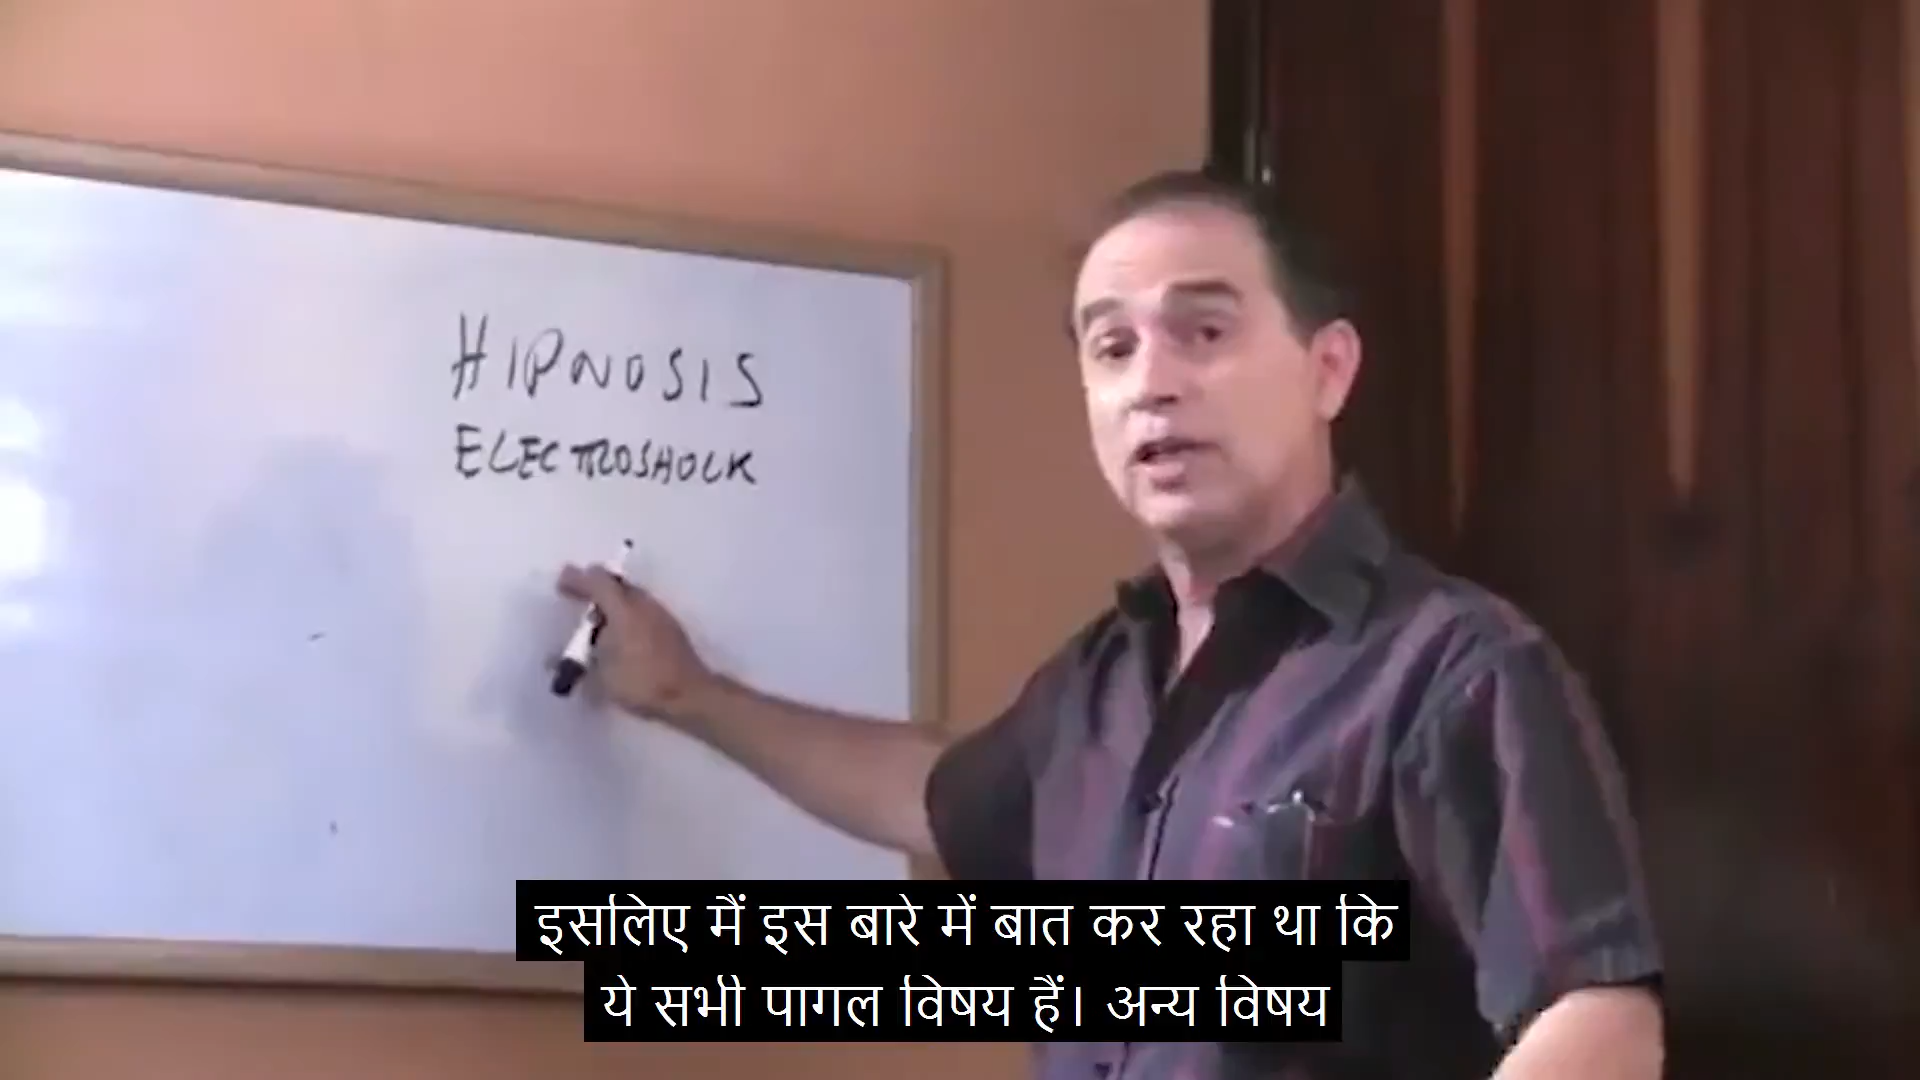 HIPNOSIS
ELECTROSHOCK
इसलिए मैं इस बारे में बात कर रहा था कि
ये सभी पागल विषय हैं। अन्य विषय